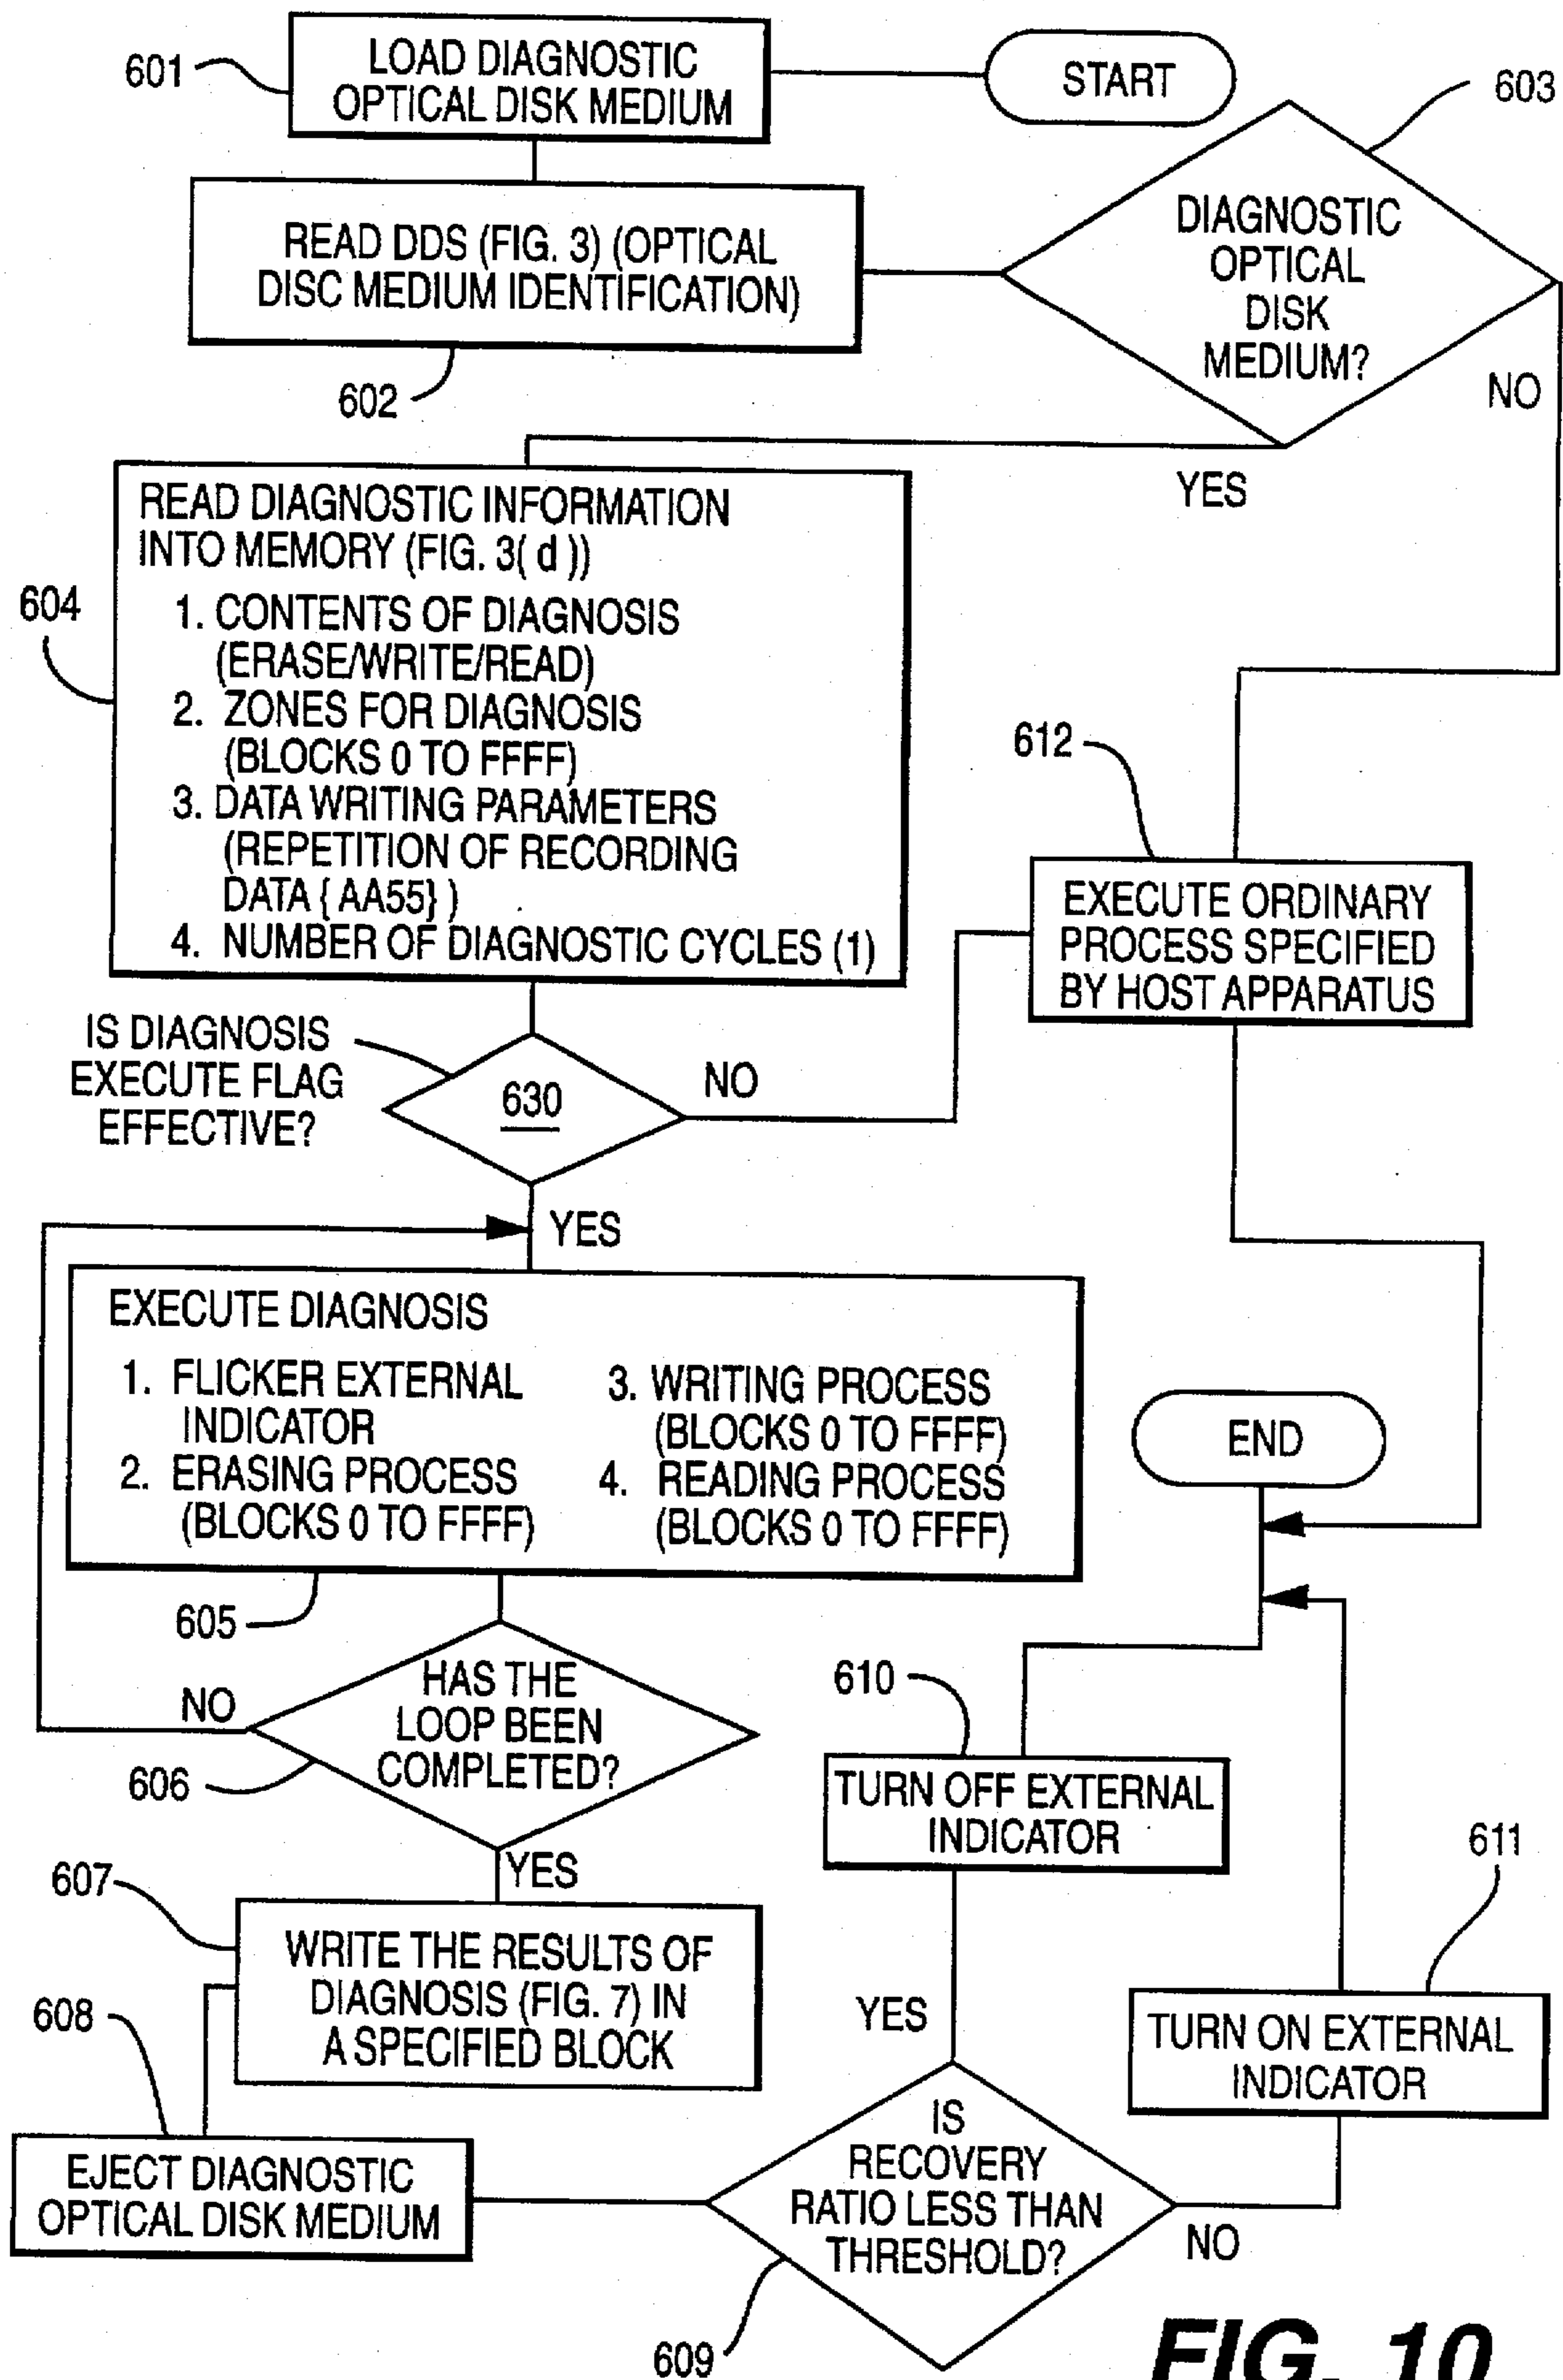 601
LOAD DIAGNOSTIC
OPTICAL DISK MEDIUM
START
603
READ DDS (FIG. 3) (OPTICAL
DISC MEDIUM IDENTIFICATION)
602
DIAGNOSTIC
OPTICAL
DISK
MEDIUM?
NO
YES
604
READ DIAGNOSTIC INFORMATION
INTO MEMORY (FIG. 3( d ))
1. CONTENTS OF DIAGNOSIS
(ERASE/WRITE/READ)
2. ZONES FOR DIAGNOSIS
(BLOCKS 0 TO FFFF)
3. DATA WRITING PARAMETERS
(REPETITION OF RECORDING
DATA { AA55} )
4. NUMBER OF DIAGNOSTIC CYCLES (1)
612
EXECUTE ORDINARY
PROCESS SPECIFIED
BY HOST APPARATUS
IS DIAGNOSIS
EXECUTE FLAG
EFFECTIVE?
630
NO
YES
EXECUTE DIAGNOSIS
1. FLICKER EXTERNAL
INDICATOR
2. ERASING PROCESS
(BLOCKS 0 TO FFFF)
3. WRITING PROCESS
(BLOCKS 0 TO FFFF)
4. READING PROCESS
(BLOCKS 0 TO FFFF)
END
605
HAS THE
LOOP BEEN
COMPLETED?
NO
606
YES
610
TURN OFF EXTERNAL
INDICATOR
611
607
WRITE THE RESULTS OF
DIAGNOSIS (FIG. 7) IN
A SPECIFIED BLOCK
YES
TURN ON EXTERNAL
INDICATOR
608
EJECT DIAGNOSTIC
OPTICAL DISK MEDIUM
IS
RECOVERY
RATIO LESS THAN
THRESHOLD?
NO
609
FIG. 10